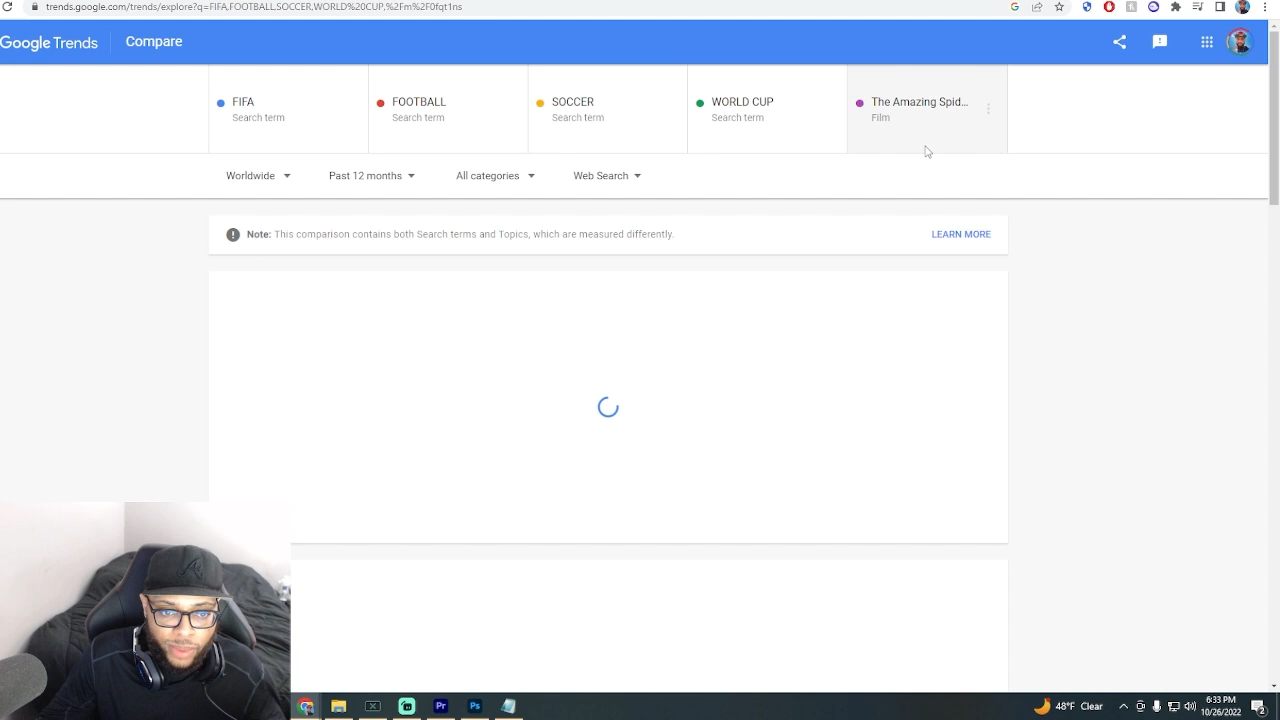 trends.google.com/trends/explore?q=FIFA,FOOTBALL,SOCCER,WORLD%20CUP,%2Fm%2F0fqt1ns
Google Trends
Compare
FIFA
Search term
FOOTBALL
Search term
SOCCER
Search term
WORLD CUP
Search term
The Amazing Spid...
Film
Worldwide
Past 12 months
All categories
Web Search
Note: This comparison contains both Search terms and Topics, which are measured differently.
LEARN MORE
Pr
Ps
48°F Clear
6:33 PM
10/26/2022
2